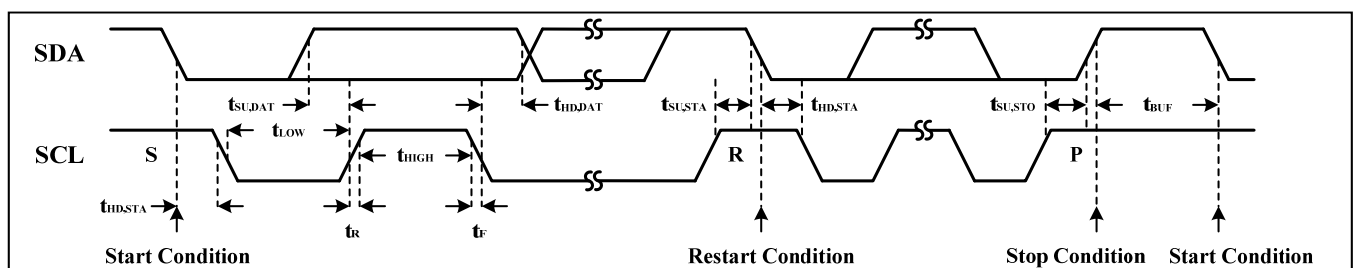 SDA
tSU,DAT tHD,DAT tSU,STA tHD,STA tSU,STO tBUF
tLOW
SCL S tHIGH R P
tHD,STA
tR tF
Start Condition Restart Condition Stop Condition Start Condition